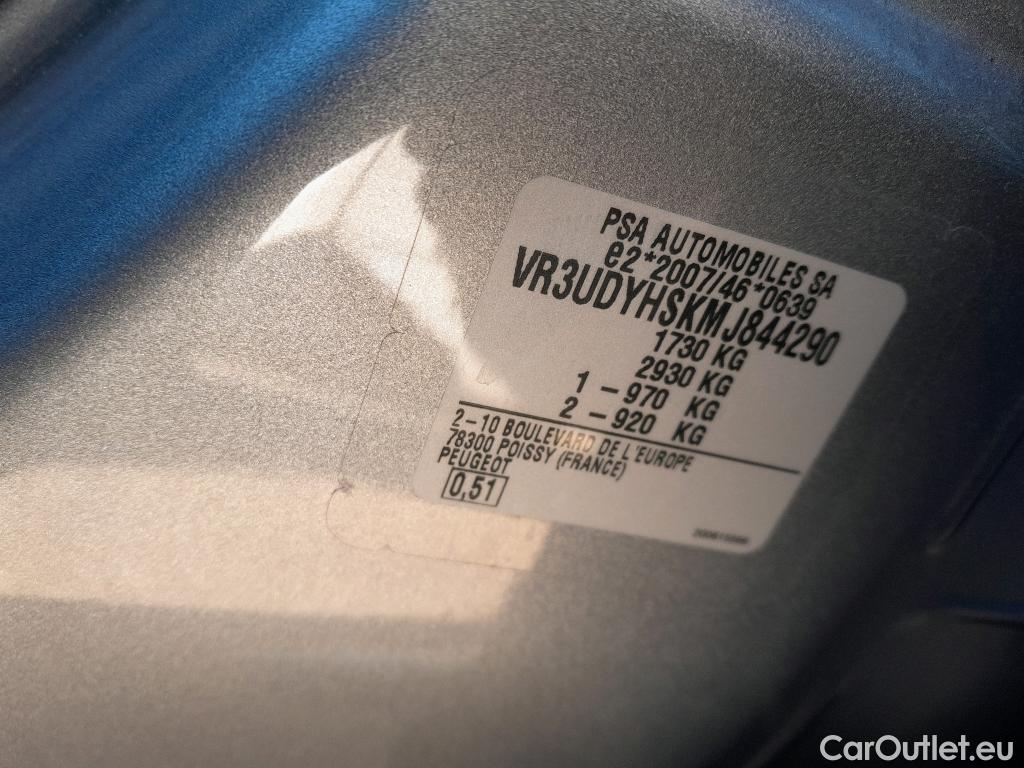 PSA AUTOMOBILES SA
e2*2007/46*0639
VR3UDYHSKMJ844290
1730 KG
2930 KG
1 – 970 KG
2 – 920 KG
2–10 BOULEVARD DE L'EUROPE
78300 POISSY (FRANCE)
PEUGEOT
0,51
CarOutlet.eu